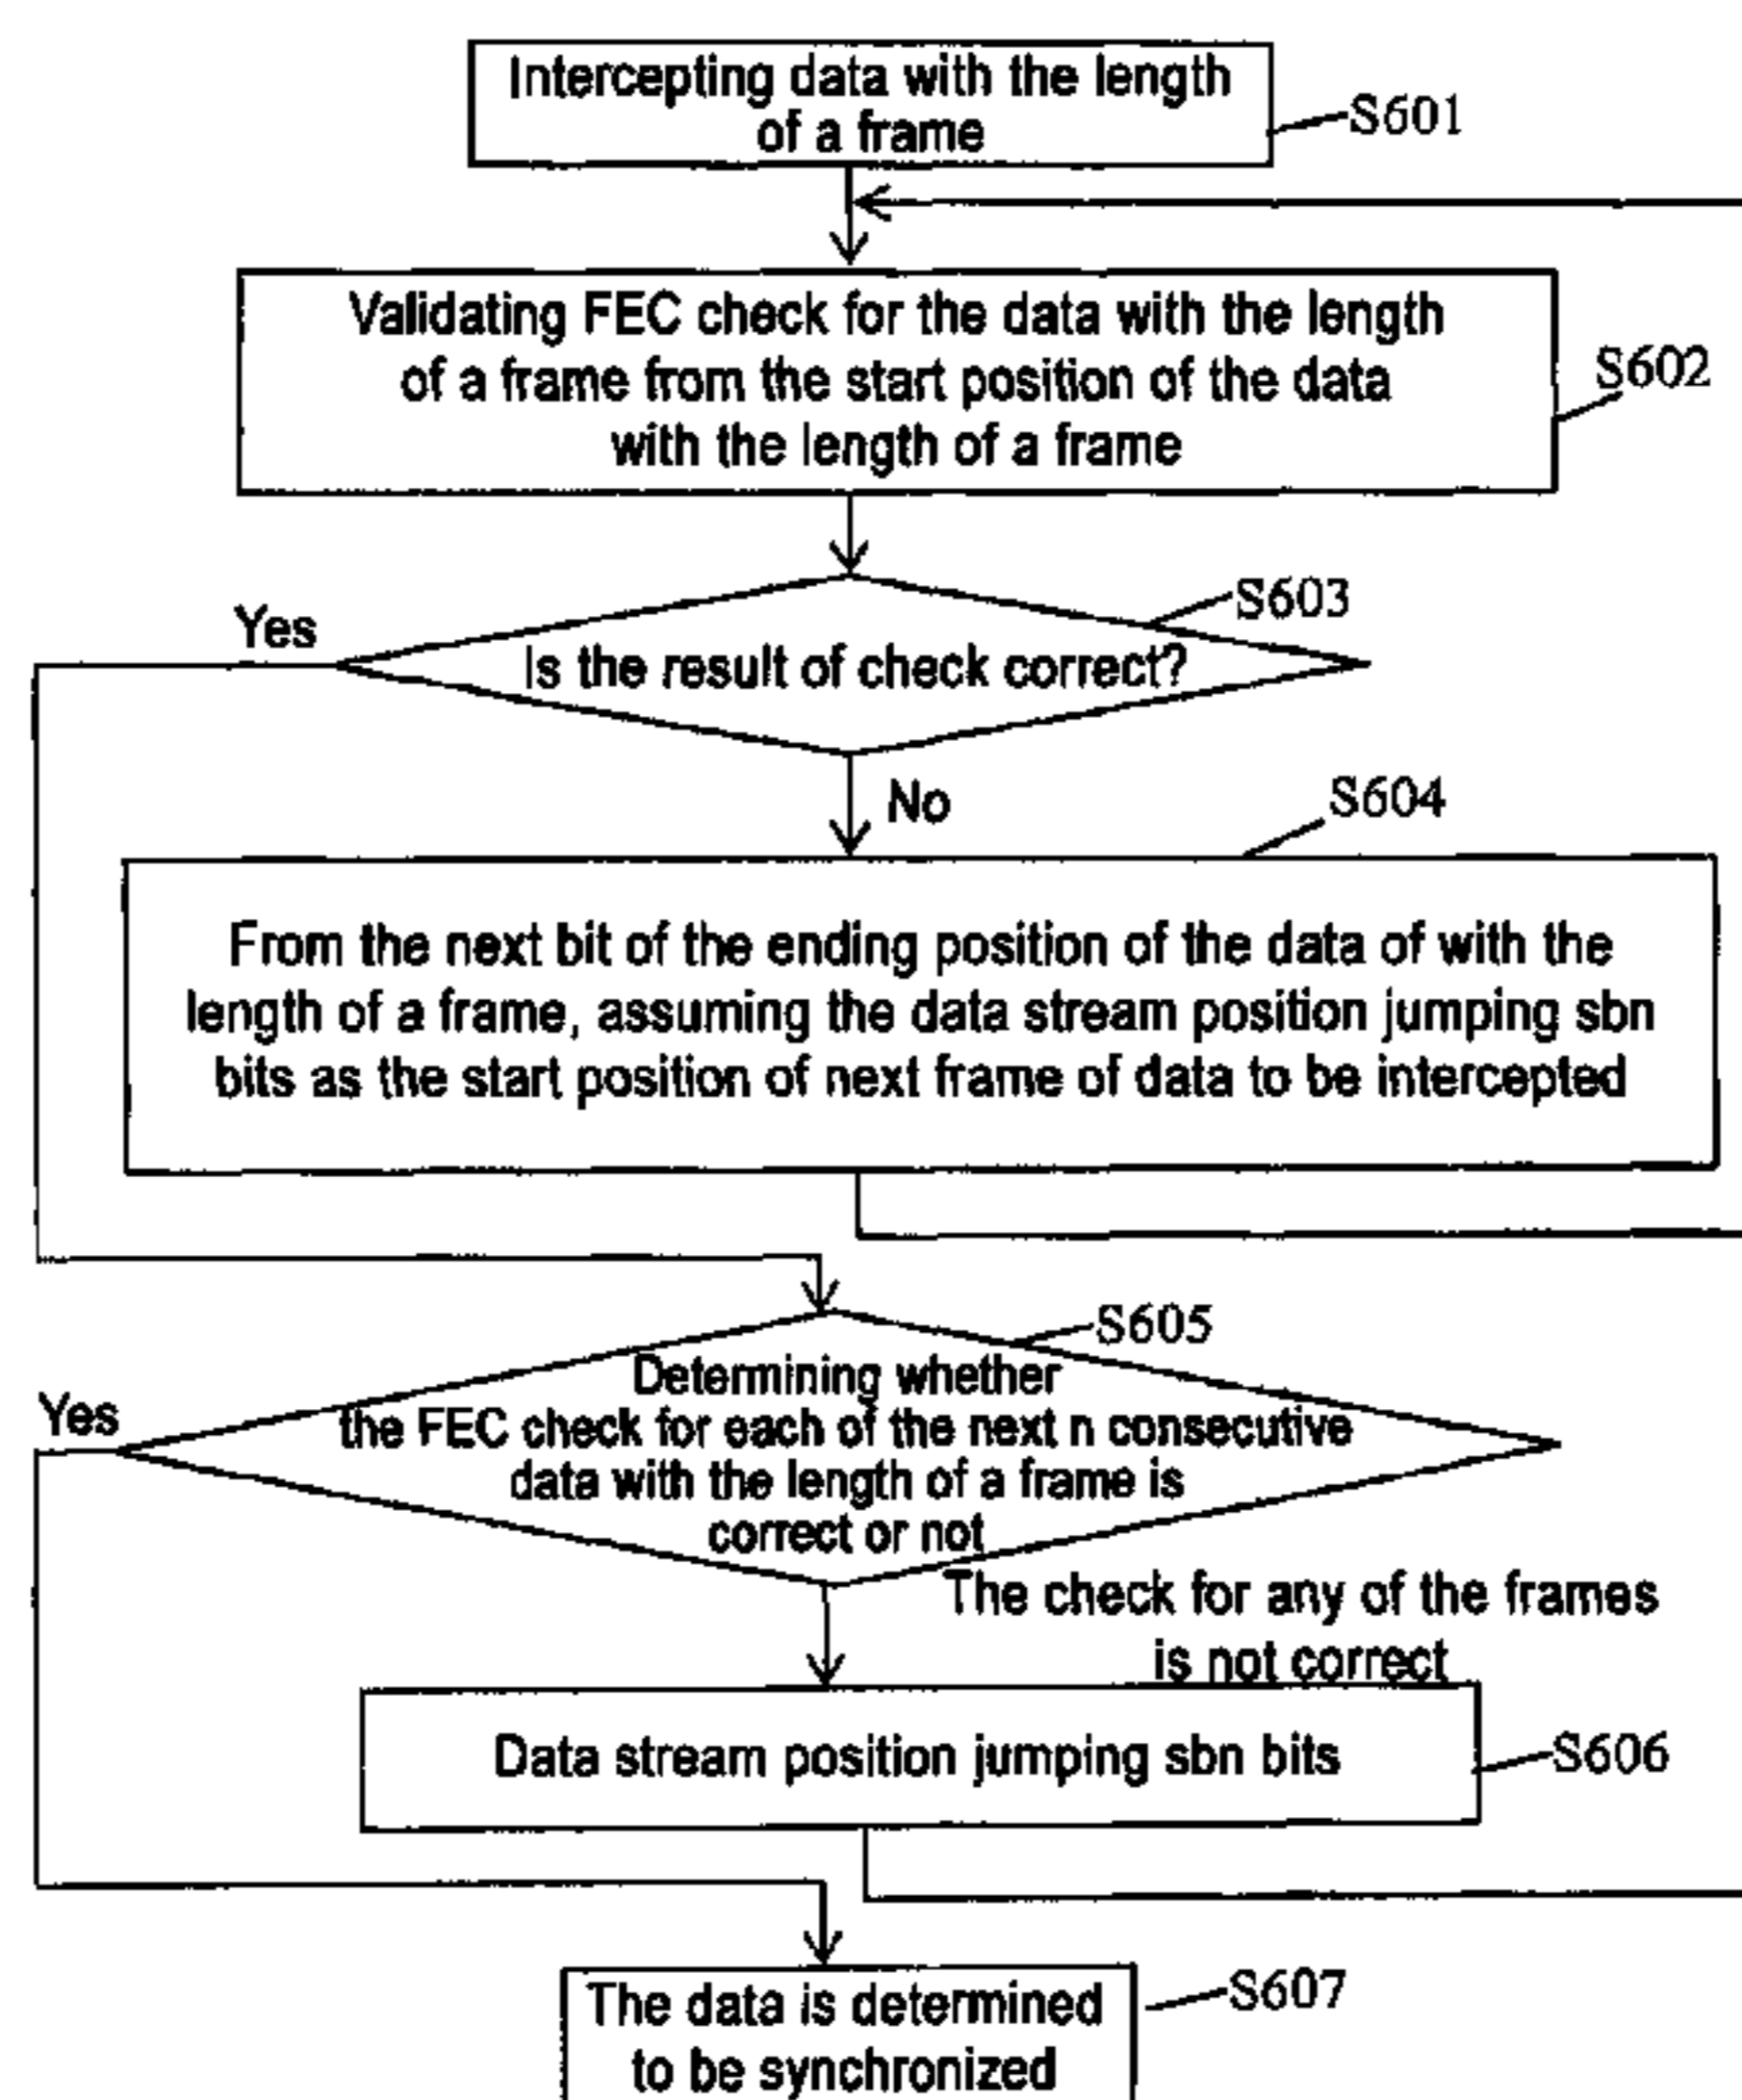 Intercepting data with the length
of a frame
S601
Validating FEC check for the data with the length
of a frame from the start position of the data
with the length of a frame
S602
S603
Yes
Is the result of check correct?
No
S604
From the next bit of the ending position of the data of with the
length of a frame, assuming the data stream position jumping sbn
bits as the start position of next frame of data to be intercepted
S605
Determining whether
Yes
the FEC check for each of the next n consecutive
data with the length of a frame is
correct or not
The check for any of the frames
is not correct
Data stream position jumping sbn bits
S606
The data is determined
to be synchronized
S607